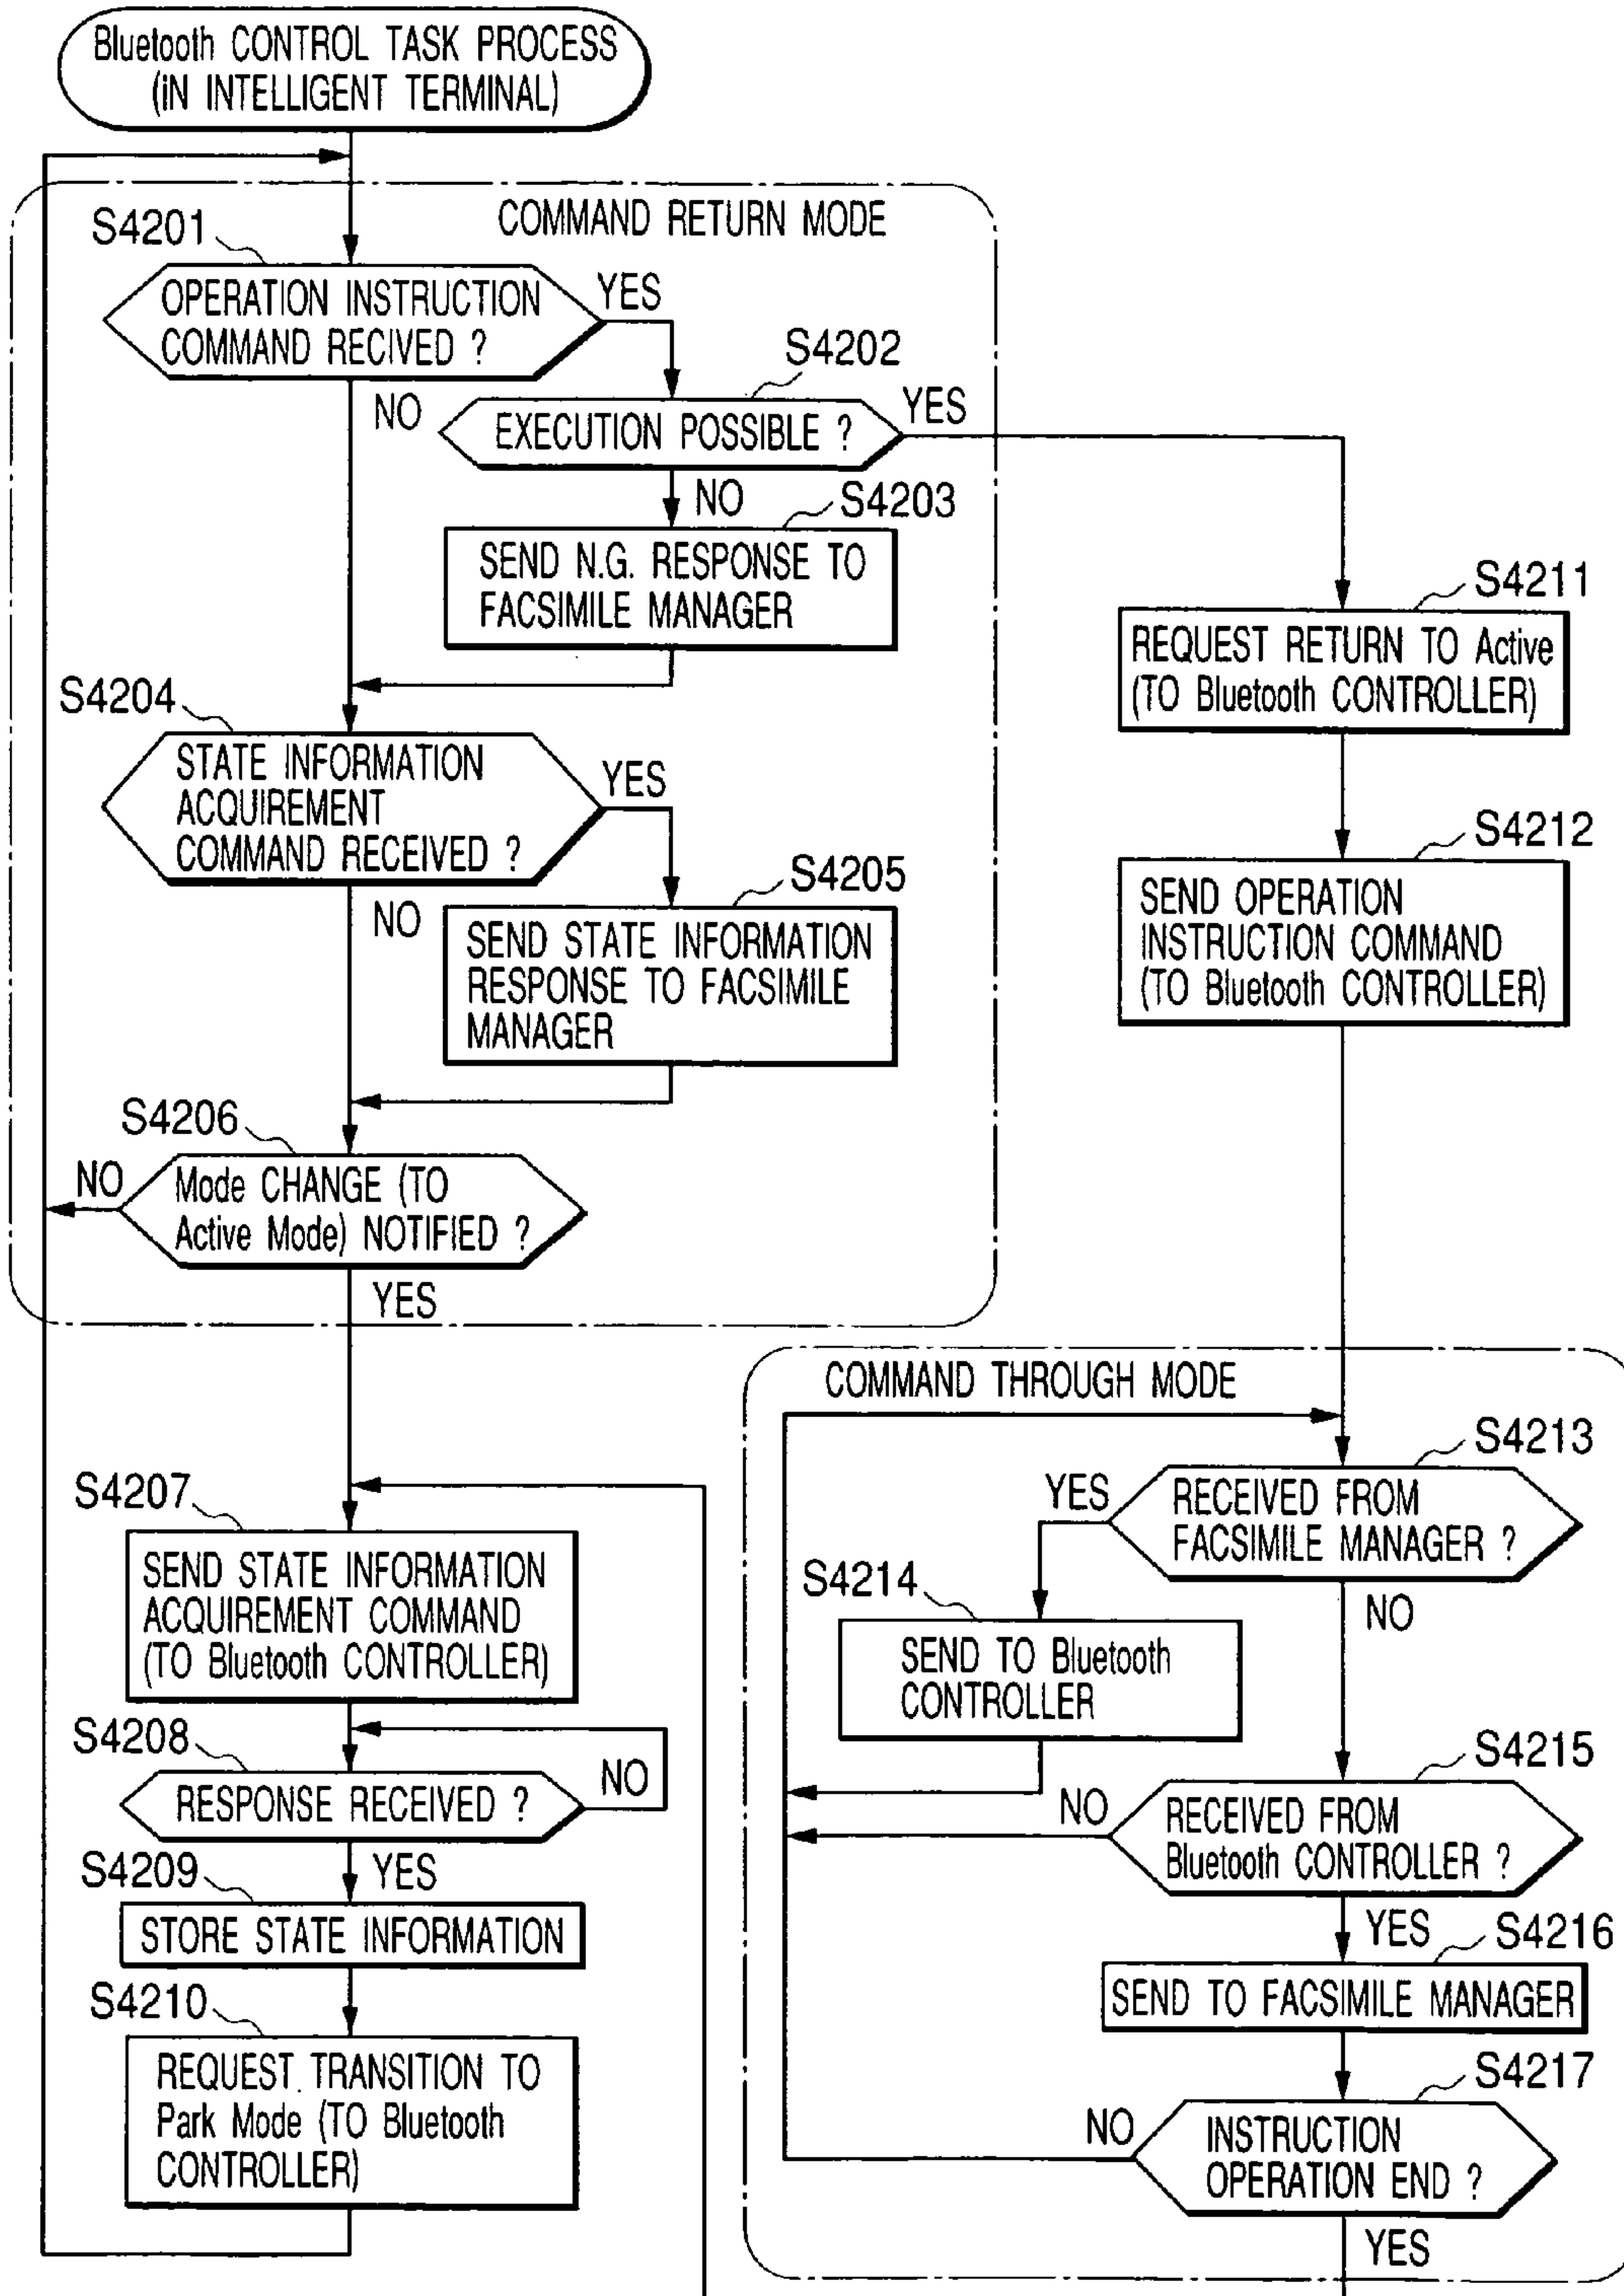 Bluetooth CONTROL TASK PROCESS
(iN INTELLIGENT TERMINAL)
COMMAND RETURN MODE
S4201
OPERATION INSTRUCTION
COMMAND RECIVED ?
YES
NO
S4202
EXECUTION POSSIBLE ?
YES
NO
S4203
SEND N.G. RESPONSE TO
FACSIMILE MANAGER
S4204
STATE INFORMATION
ACQUIREMENT
COMMAND RECEIVED ?
YES
NO
S4205
SEND STATE INFORMATION
RESPONSE TO FACSIMILE
MANAGER
S4206
Mode CHANGE (TO
Active Mode) NOTIFIED ?
NO
YES
S4207
SEND STATE INFORMATION
ACQUIREMENT COMMAND
(TO Bluetooth CONTROLLER)
S4208
RESPONSE RECEIVED ?
NO
YES
S4209
STORE STATE INFORMATION
S4210
REQUEST TRANSITION TO
Park Mode (TO Bluetooth
CONTROLLER)
S4211
REQUEST RETURN TO Active
(TO Bluetooth CONTROLLER)
S4212
SEND OPERATION
INSTRUCTION COMMAND
(TO Bluetooth CONTROLLER)
COMMAND THROUGH MODE
S4213
RECEIVED FROM
FACSIMILE MANAGER ?
YES
NO
S4214
SEND TO Bluetooth
CONTROLLER
S4215
RECEIVED FROM
Bluetooth CONTROLLER ?
NO
YES
S4216
SEND TO FACSIMILE MANAGER
S4217
INSTRUCTION
OPERATION END ?
NO
YES